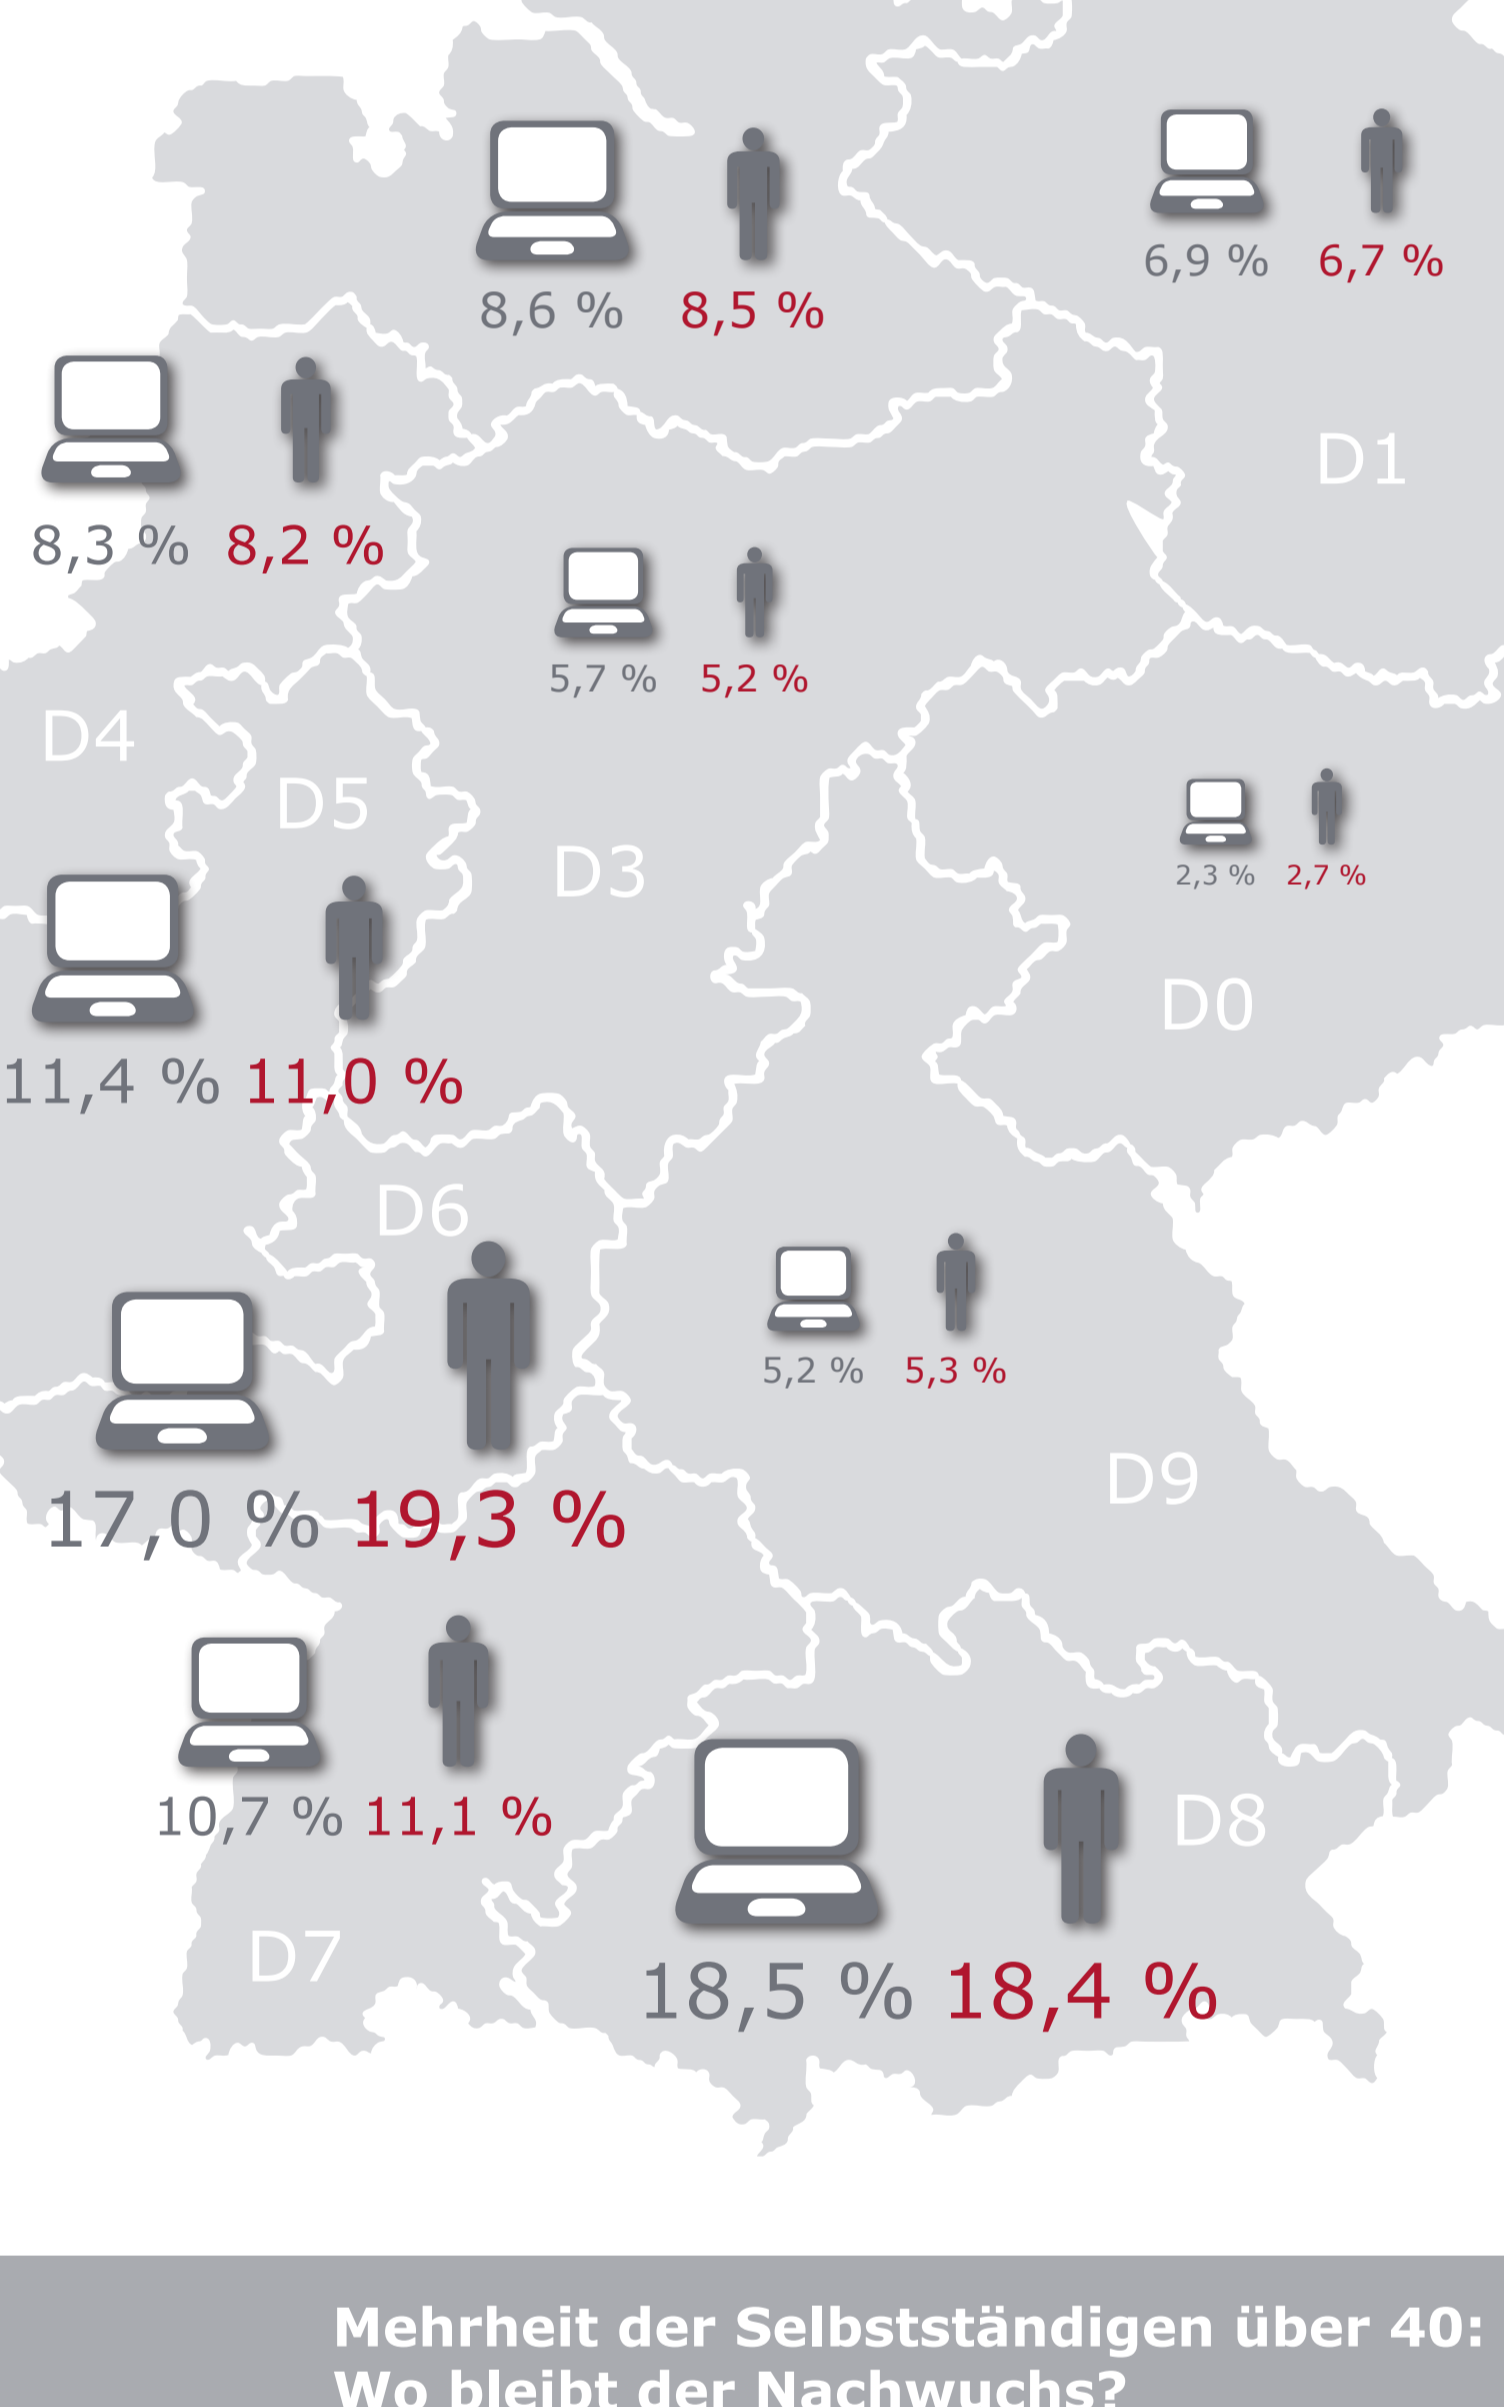 6,9 % 6,7 %
8,6 % 8,5 %
D1
8,3 % 8,2 %
5,7 % 5,2 %
D4
D5
D3
2,3 % 2,7 %
D0
11,4 % 11,0 %
D6
5,2 % 5,3 %
D9
17,0 % 19,3 %
10,7 % 11,1 %
D8
D7
18,5 % 18,4 %
Mehrheit der Selbstständigen über 40:
Wo bleibt der Nachwuchs?